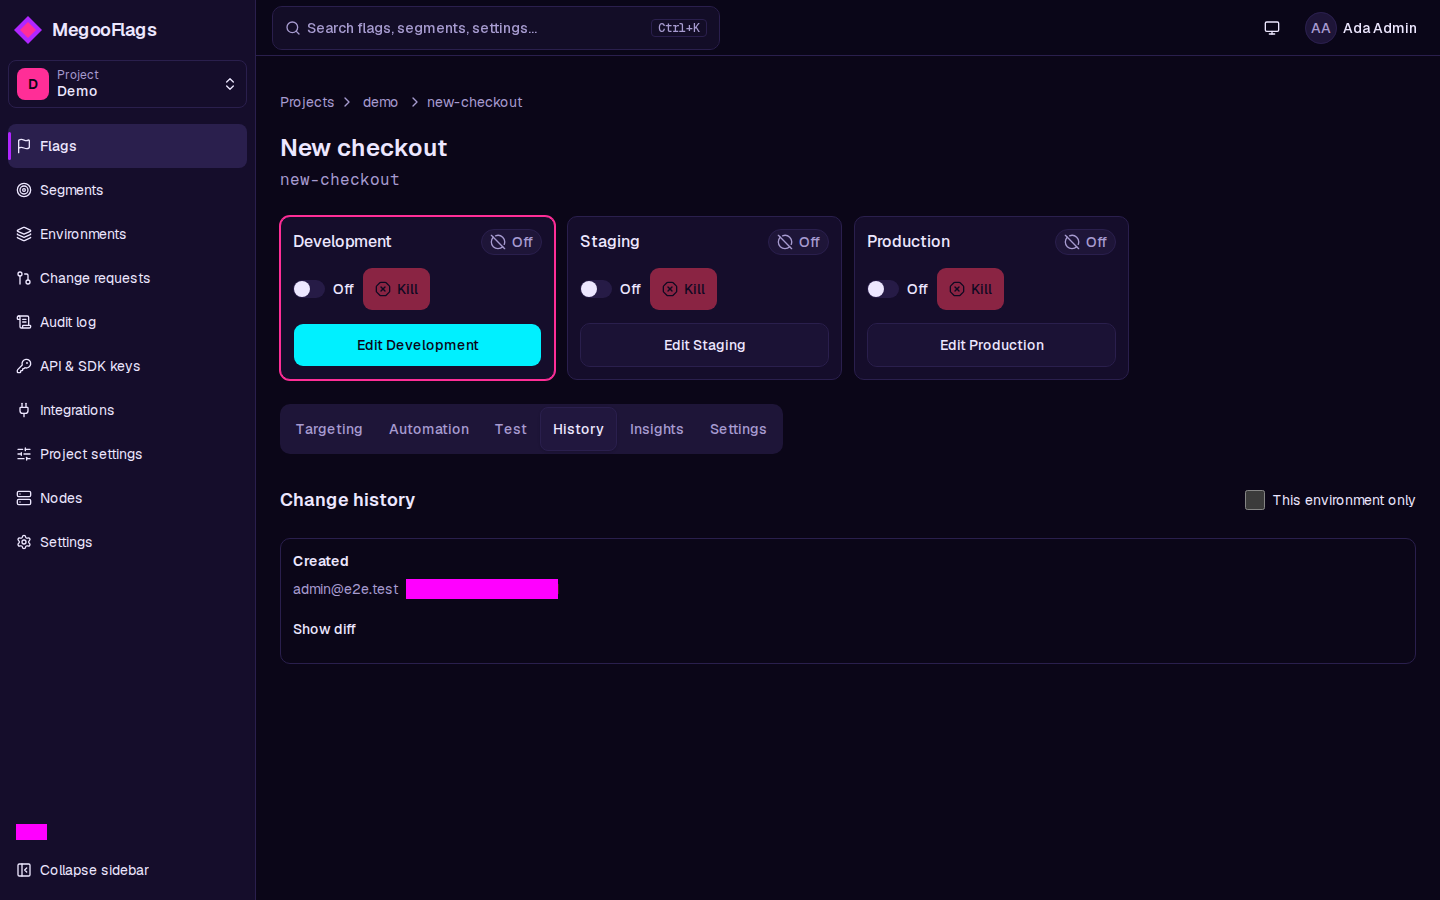 MegooFlags
Search flags, segments, settings...
Ctrl+K
AA
Ada Admin
D
Project
Demo
Flags
Segments
Environments
Change requests
Audit log
API & SDK keys
Integrations
Project settings
Nodes
Settings
Collapse sidebar
Projects
demo
new-checkout
New checkout
new-checkout
Development
Off
Off
Kill
Edit Development
Staging
Off
Off
Kill
Edit Staging
Production
Off
Off
Kill
Edit Production
Targeting
Automation
Test
History
Insights
Settings
Change history
This environment only
Created
admin@e2e.test
Show diff